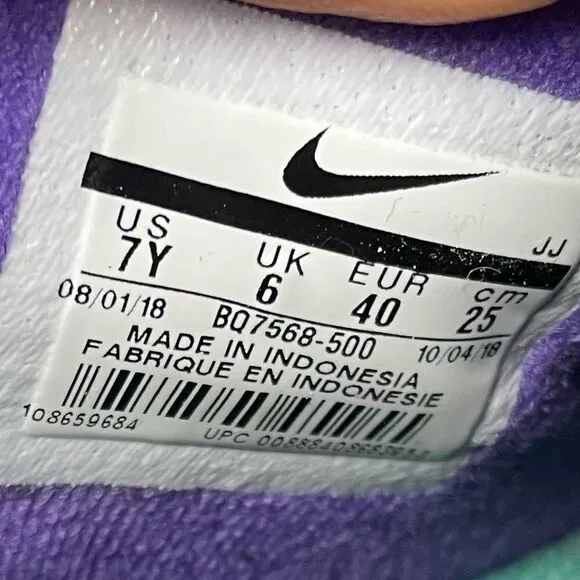 JJ
US UK EUR cm
7Y 6 40 25
08/01/18 BQ7568-500 10/04/18
MADE IN INDONESIA
FABRIQUE EN INDONESIE
108659684
UPC